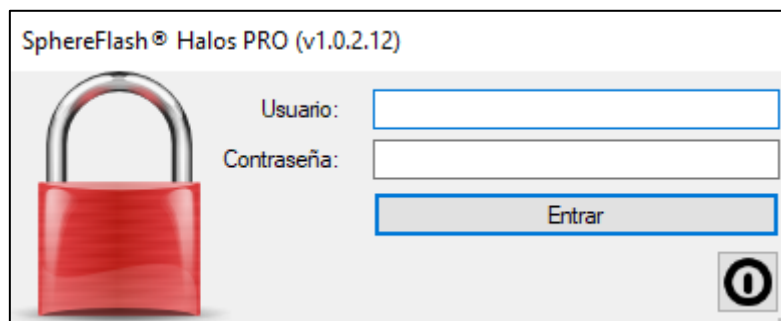 SphereFlash® Halos PRO (v1.0.2.12)
Usuario:
Contraseña:
Entrar